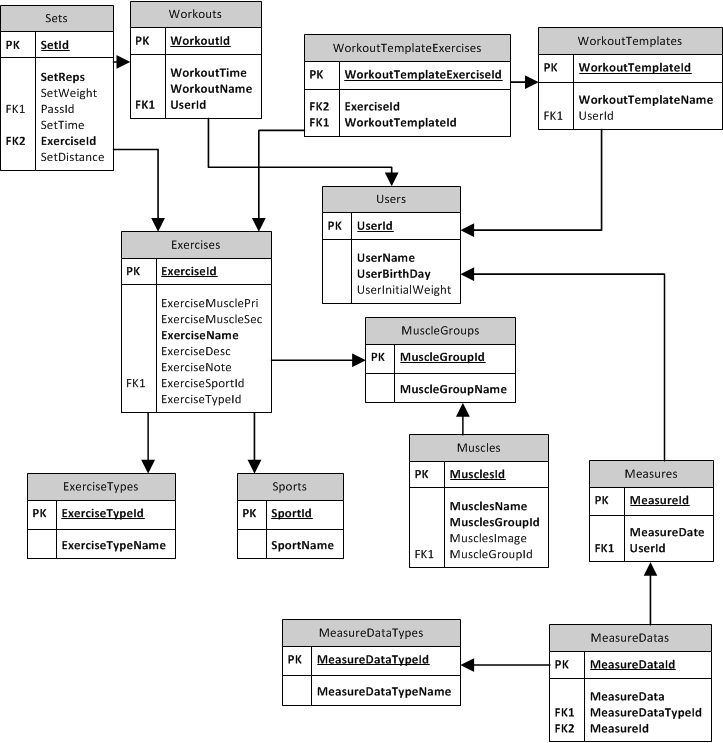 Sets
PK SetId
SetReps
SetWeight
FK1 PassId
SetTime
FK2 ExerciseId
SetDistance
Workouts
PK WorkoutId
WorkoutTime
WorkoutName
FK1 UserId
WorkoutTemplateExercises
PK WorkoutTemplateExerciseId
FK2 ExerciseId
FK1 WorkoutTemplateId
WorkoutTemplates
PK WorkoutTemplateId
WorkoutTemplateName
FK1 UserId
Users
PK UserId
UserName
UserBirthDay
UserInitialWeight
Exercises
PK ExerciseId
ExerciseMusclePri
ExerciseMuscleSec
ExerciseName
ExerciseDesc
ExerciseNote
FK1 ExerciseSportId
ExerciseTypeId
MuscleGroups
PK MuscleGroupId
MuscleGroupName
ExerciseTypes
PK ExerciseTypeId
ExerciseTypeName
Sports
PK SportId
SportName
Muscles
PK MusclesId
MusclesName
MusclesGroupId
MusclesImage
FK1 MuscleGroupId
Measures
PK MeasureId
MeasureDate
FK1 UserId
MeasureDataTypes
PK MeasureDataTypeId
MeasureDataTypeName
MeasureDatas
PK MeasureDataId
MeasureData
FK1 MeasureDataTypeId
FK2 MeasureId